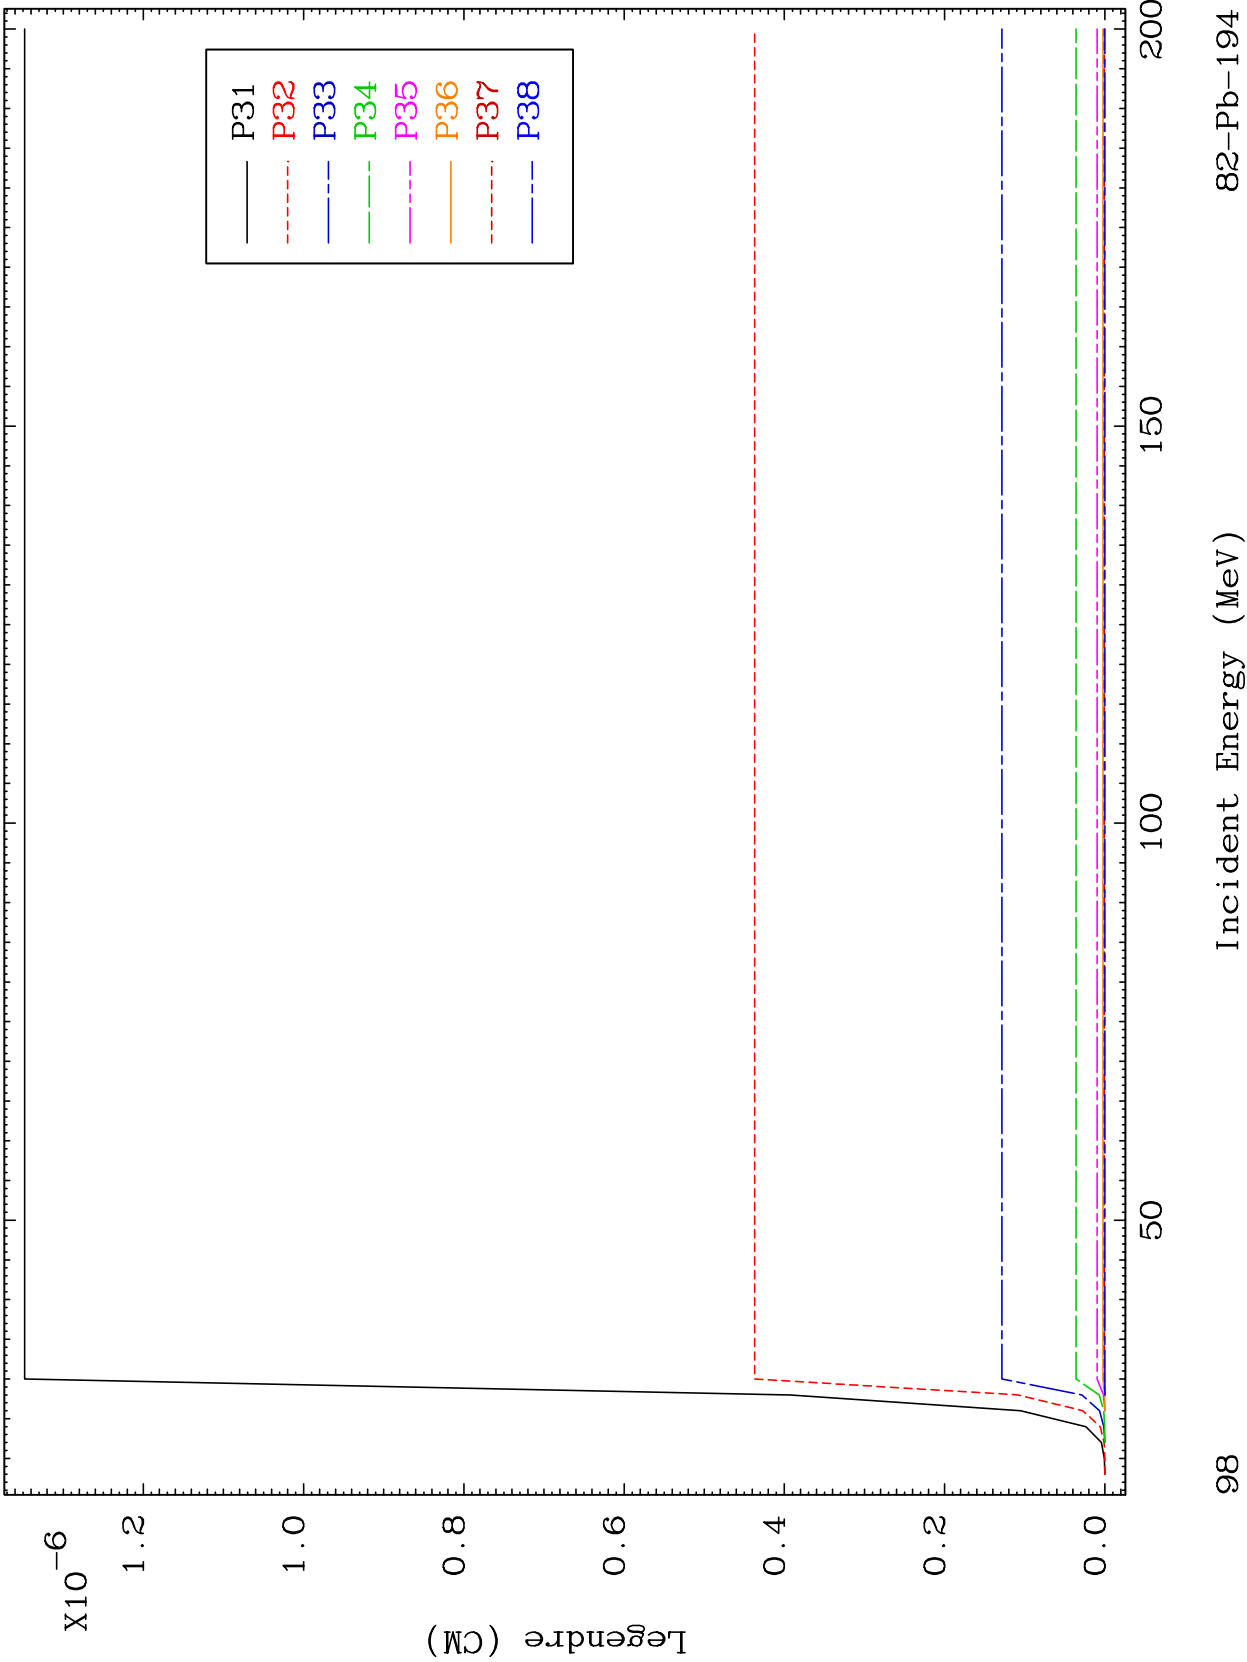 X10-6
1.2
1.0
0.8
0.6
0.4
0.2
0.0
Legendre (CM)
P31
P32
P33
P34
P35
P36
P37
P38
50
100
150
200
98
Incident Energy (MeV)
82-Pb-194